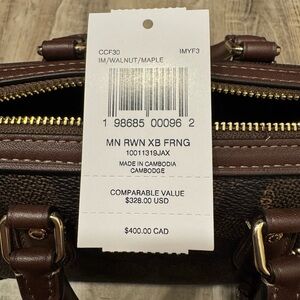 CCF30 IMYF3
IM/WALNUT/MAPLE
1 98685 00096 2
MN RWN XB FRNG
10011319JAX
MADE IN CAMBODIA
CAMBODGE
COMPARABLE VALUE
$328.00 USD
$400.00 CAD